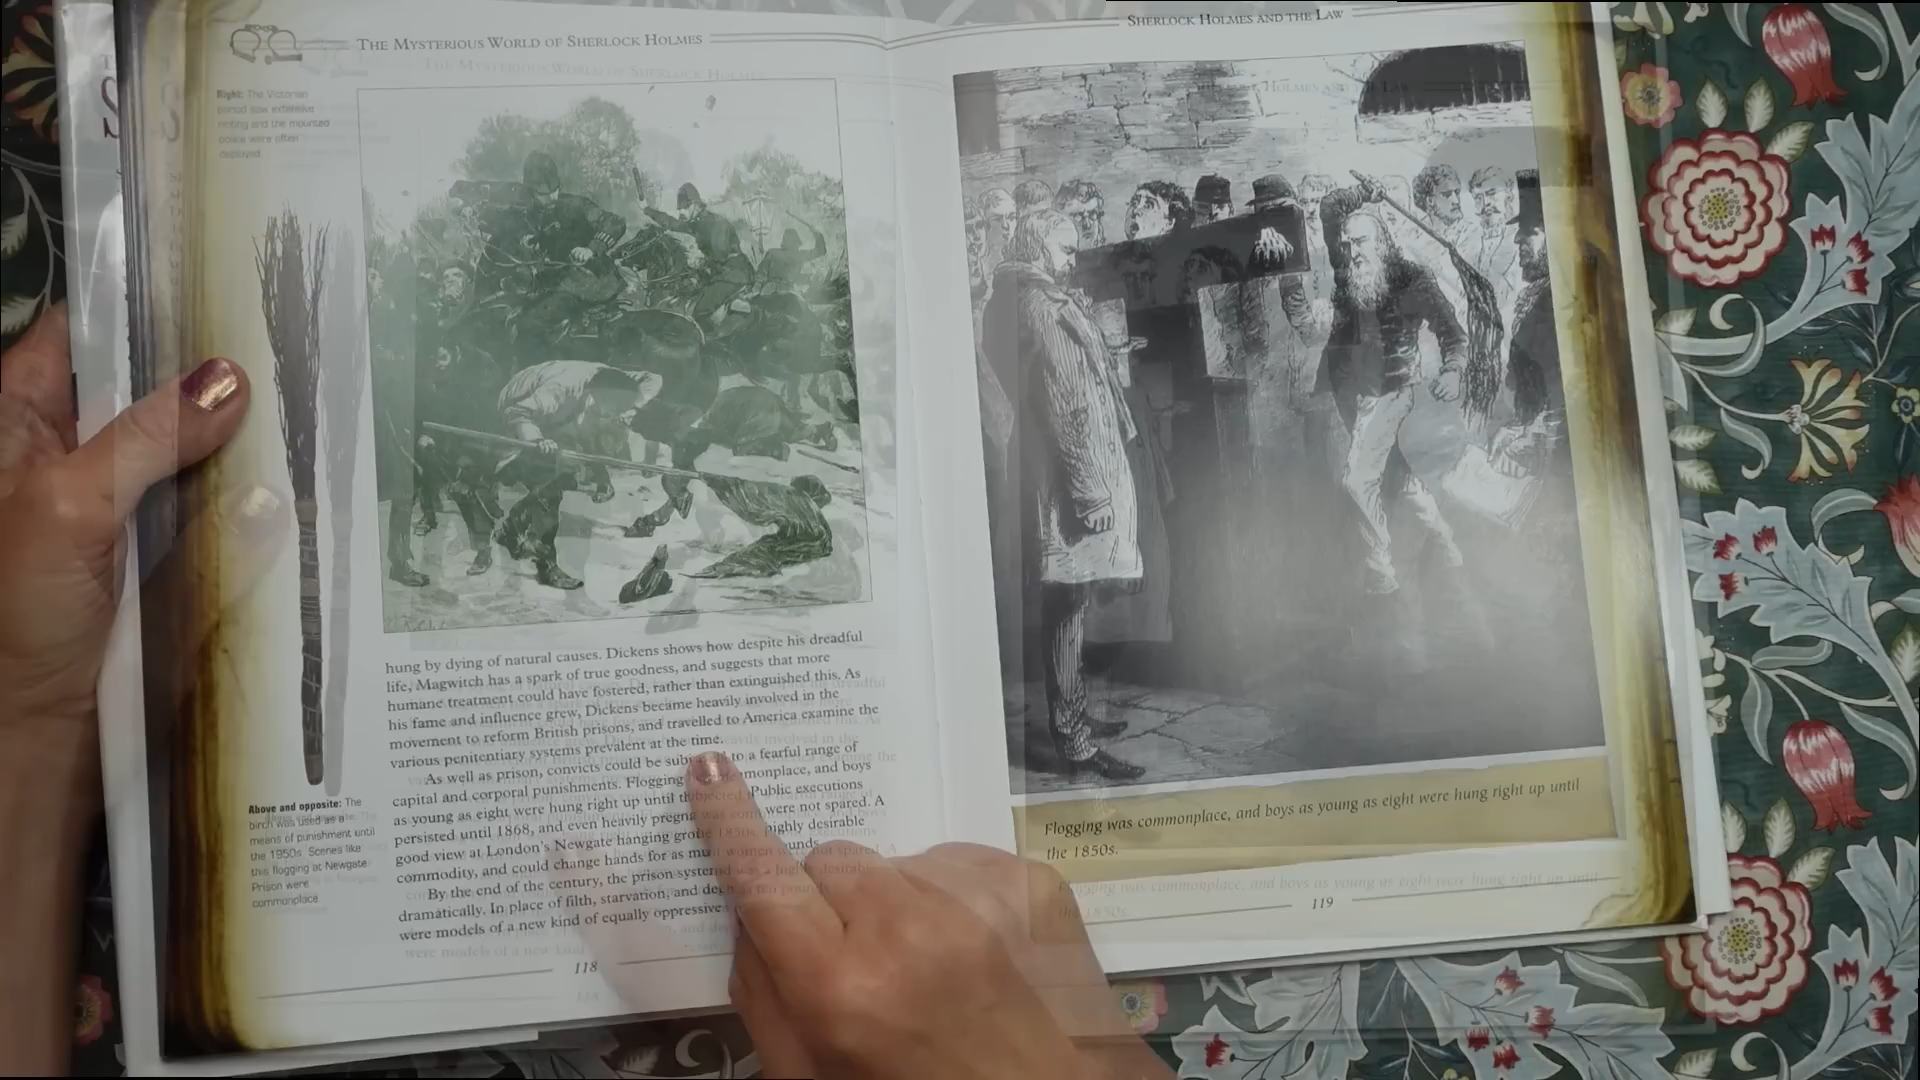 THE MYSTERIOUS WORLD OF SHERLOCK HOLMES
Right: The Victorian
period saw extensive
rioting and the mounted
police were often
deployed.
hung by dying of natural causes. Dickens shows how despite his dreadful
life, Magwitch has a spark of true goodness, and suggests that more
humane treatment could have fostered, rather than extinguished this. As
his fame and influence grew, Dickens became heavily involved in the
movement to reform British prisons, and travelled to America examine the
various penitentiary systems prevalent at the time.
As well as prison, convicts could be to a fearful range of
capital and corporal punishments. Flogging and boys
as young as eight were hung right up until Public executions
persisted until 1868, and even heavily were not spared. A
good view at London's Newgate hanging highly desirable
commodity, and could change hands for as
By the end of the century, the prison
dramatically. In place of filth, starvation, and
were models of a new kind of equally oppressive
Above and opposite: The
birch was used as a
means of punishment until
the 1950s. Scenes like
this flogging at Newgate
Prison were
commonplace.
118
SHERLOCK HOLMES AND THE LAW
Flogging was commonplace, and boys as young as eight were hung right up until
the 1850s.
119